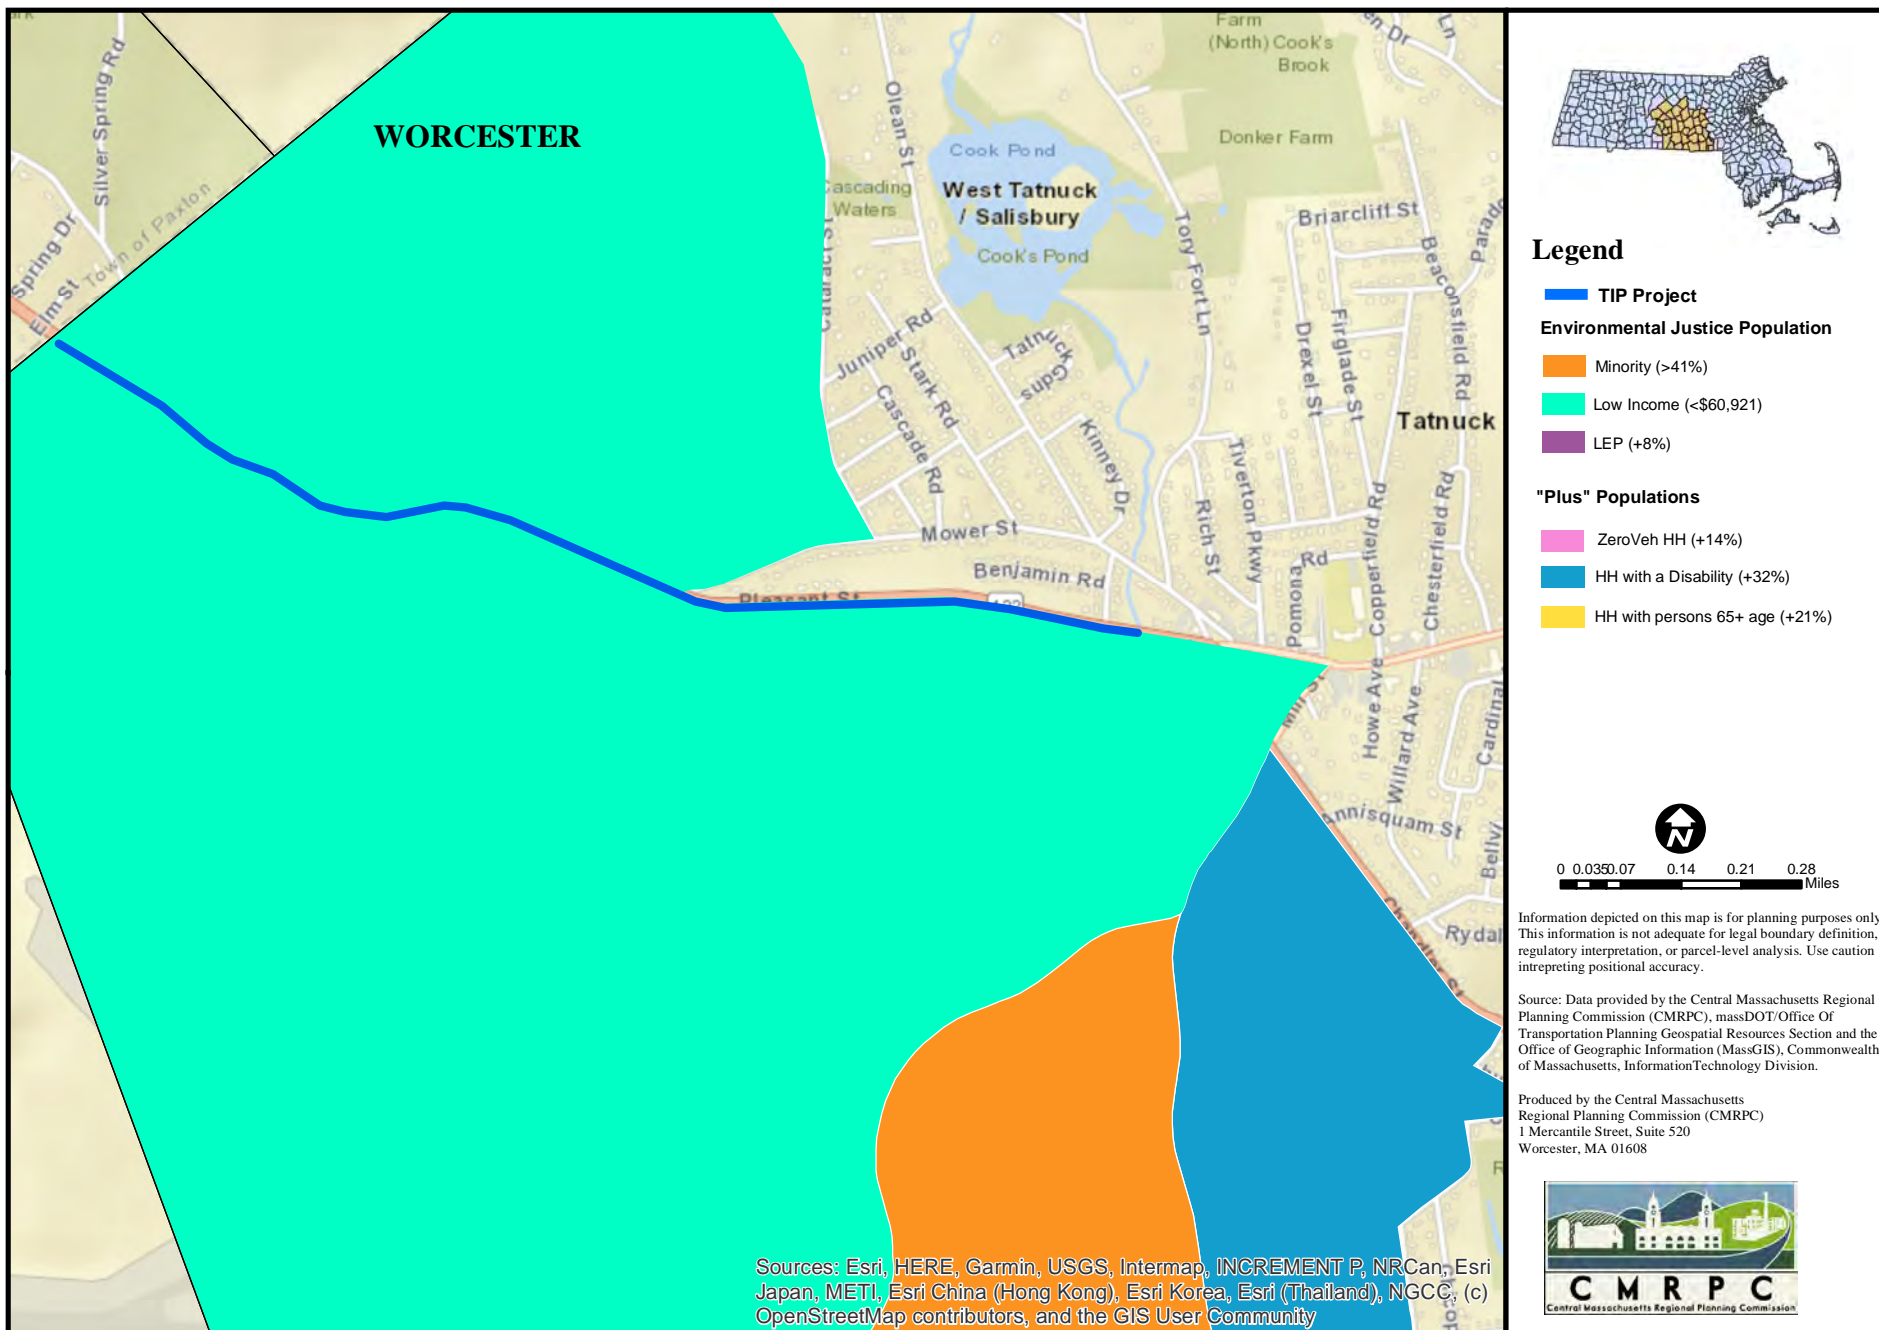 WORCESTER
Silver Spring Rd
Spring Dr
Elm St
Town of Paxton
Olean St
Cook Pond
West Tatnuck
/ Salisbury
Cook's Pond
Cascading
Waters
Cataract St
Farm
(North) Cook's
Brook
Donker Farm
Tory Fort Ln
Briarcliff St
Beaconsfield Rd
Drexel St
Firglade St
Juniper Rd
Stark Rd
Cascade Rd
Tatnuck
Gdns
Kinney Dr
Tatnuck
Tiverton Pkwy
Rich St
Mower St
Benjamin Rd
Pleasant St
122
Pomona
Rd
Copperfield Rd
Howe Ave
Willard Ave
Chesterfield Rd
Cardinal
Mill St
Annisquam St
Chandler St
Rydal
Sources: Esri, HERE, Garmin, USGS, Intermap, INCREMENT P, NRCan, Esri
Japan, METI, Esri China (Hong Kong), Esri Korea, Esri (Thailand), NGCC, (c)
OpenStreetMap contributors, and the GIS User Community
Legend
TIP Project
Environmental Justice Population
Minority (>41%)
Low Income (<$60,921)
LEP (+8%)
"Plus" Populations
ZeroVeh HH (+14%)
HH with a Disability (+32%)
HH with persons 65+ age (+21%)
N
0 0.035 0.07 0.14 0.21 0.28
Miles
Information depicted on this map is for planning purposes only
This information is not adequate for legal boundary definition,
regulatory interpretation, or parcel-level analysis. Use caution
intrepreting positional accuracy.
Source: Data provided by the Central Massachusetts Regional
Planning Commission (CMRPC), massDOT/Office Of
Transportation Planning Geospatial Resources Section and the
Office of Geographic Information (MassGIS), Commonwealth
of Massachusetts, InformationTechnology Division.
Produced by the Central Massachusetts
Regional Planning Commission (CMRPC)
1 Mercantile Street, Suite 520
Worcester, MA 01608
CMRPC
Central Massachusetts Regional Planning Commission